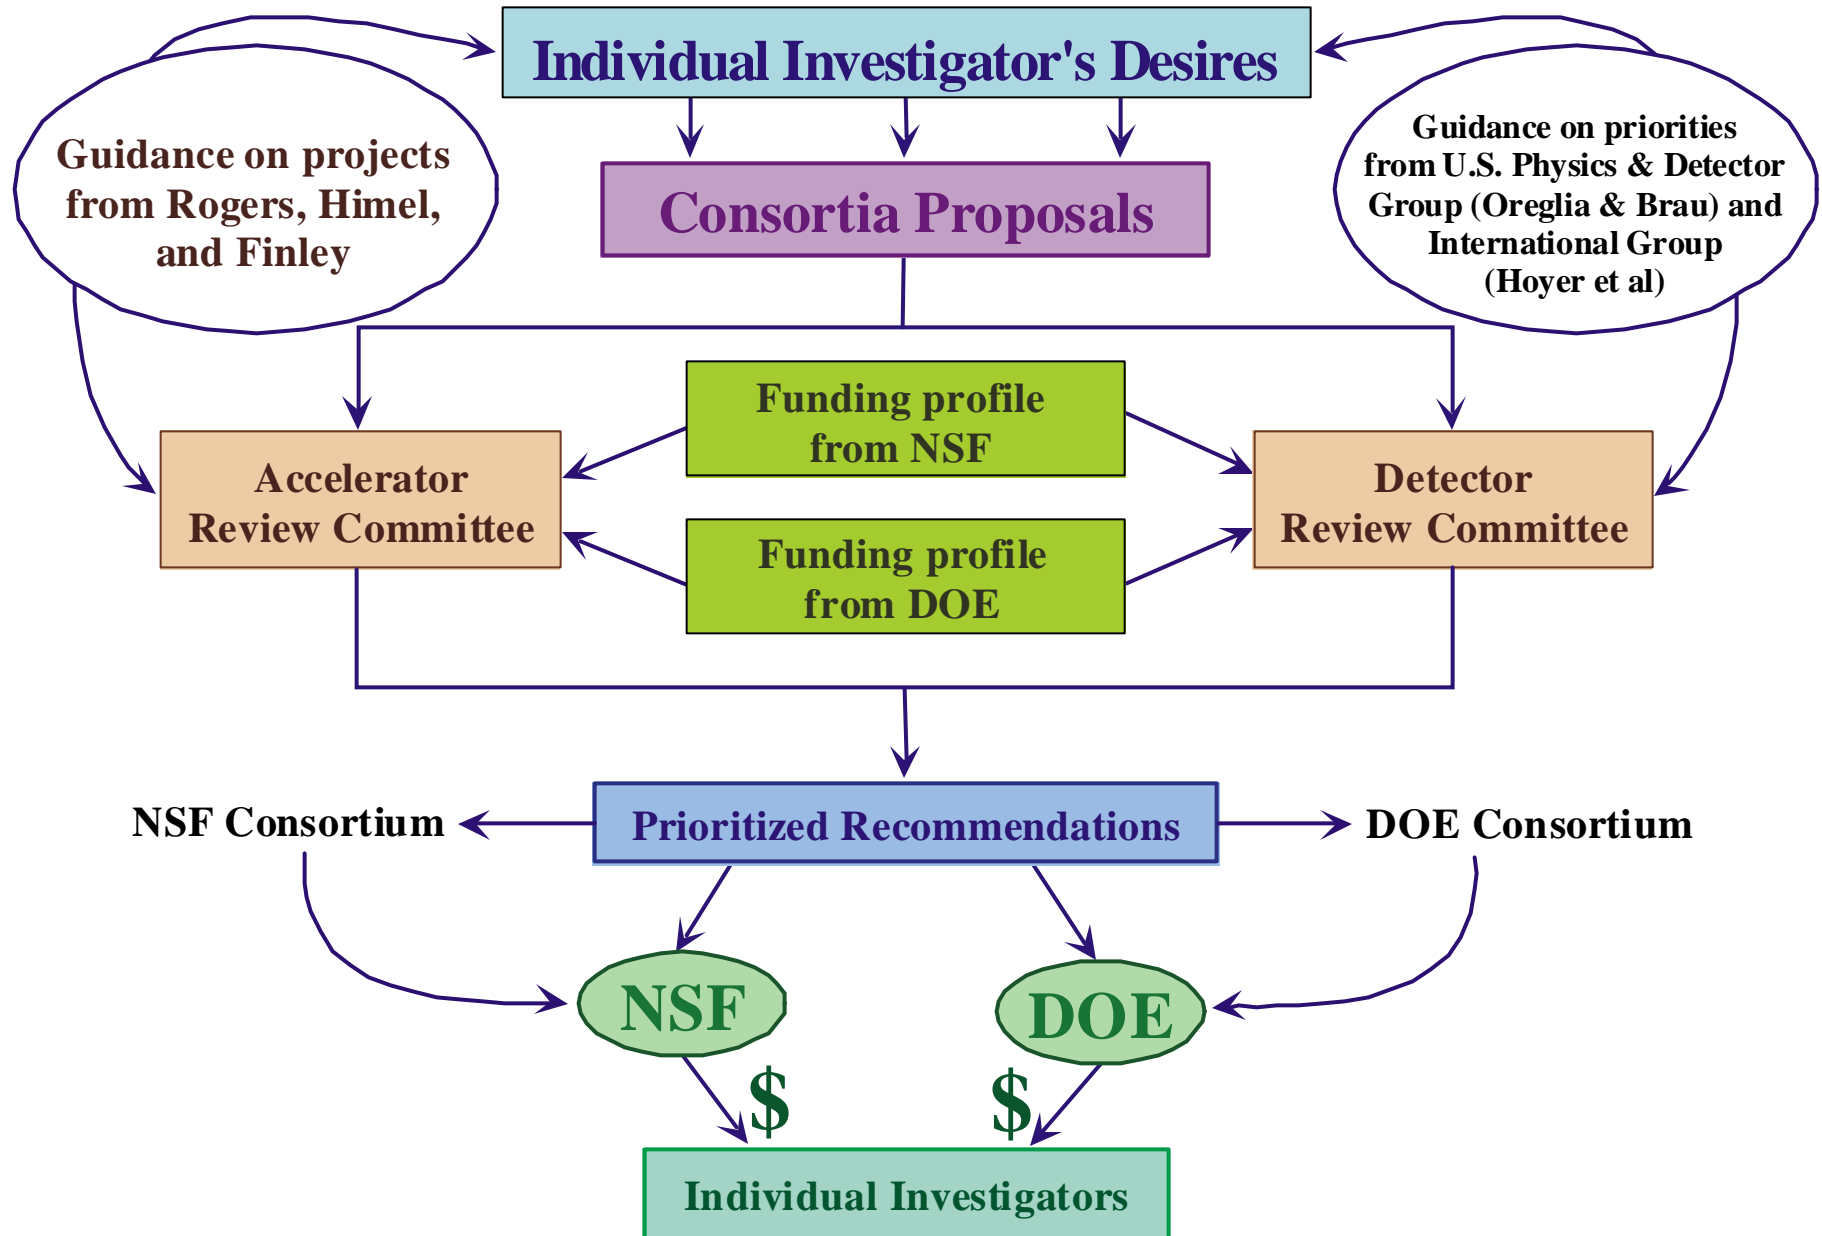 Individual Investigator's Desires
Guidance on projects
from Rogers, Himel,
and Finley
Guidance on priorities
from U.S. Physics & Detector
Group (Oreglia & Brau) and
International Group
(Hoyer et al)
Consortia Proposals
Funding profile
from NSF
Accelerator
Review Committee
Detector
Review Committee
Funding profile
from DOE
NSF Consortium
Prioritized Recommendations
DOE Consortium
NSF
DOE
$
$
Individual Investigators